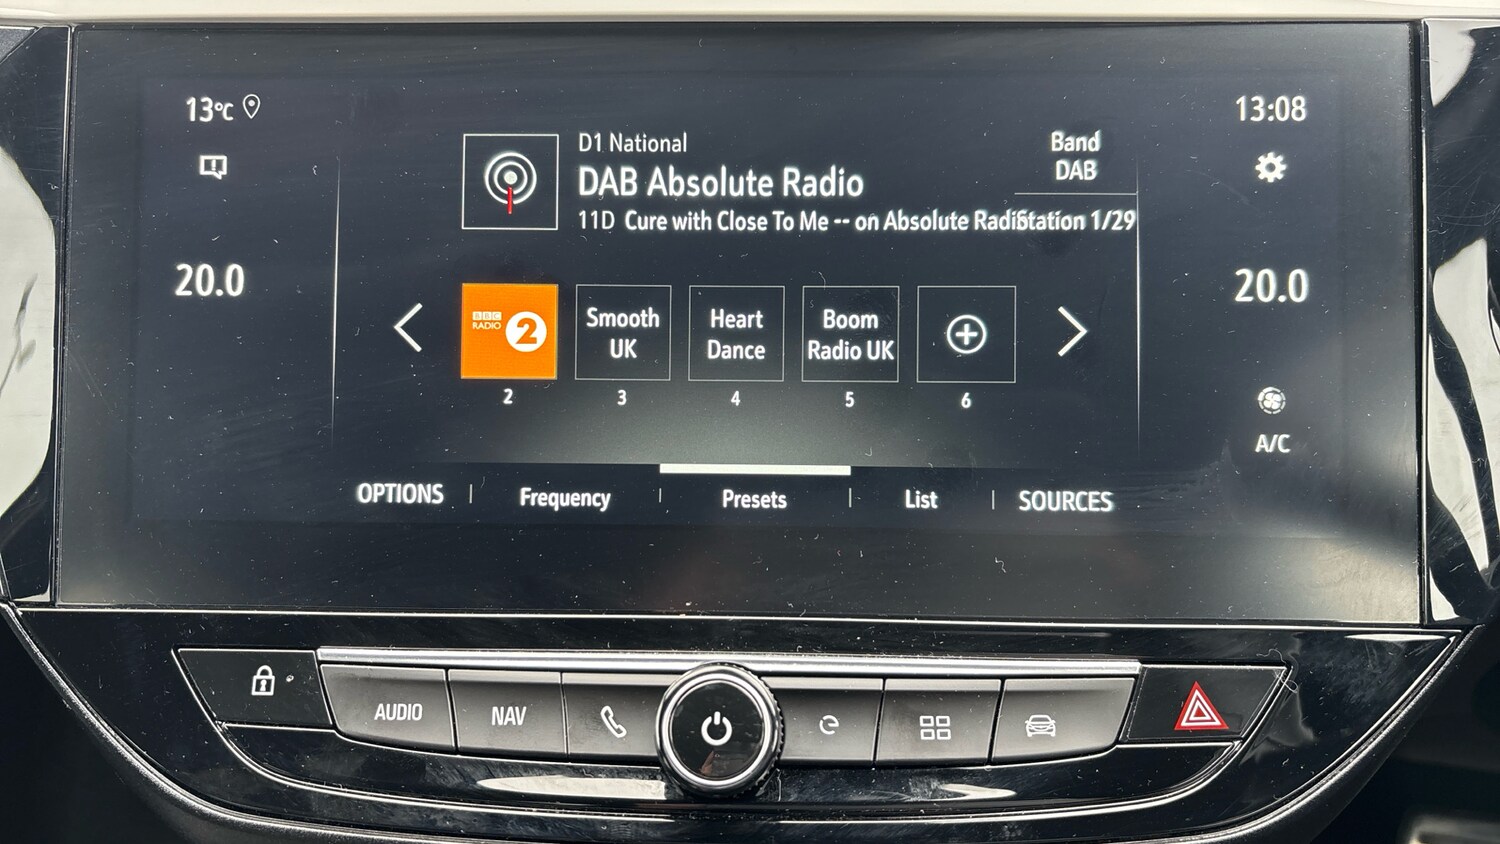 13°C
13:08
D1 National
DAB Absolute Radio
11D Cure with Close To Me -- on Absolute Radi
Band
DAB
Station 1/29
20.0
20.0
BBC
RADIO 2
2
Smooth
UK
3
Heart
Dance
4
Boom
Radio UK
5
6
A/C
OPTIONS
Frequency
Presets
List
SOURCES
AUDIO
NAV